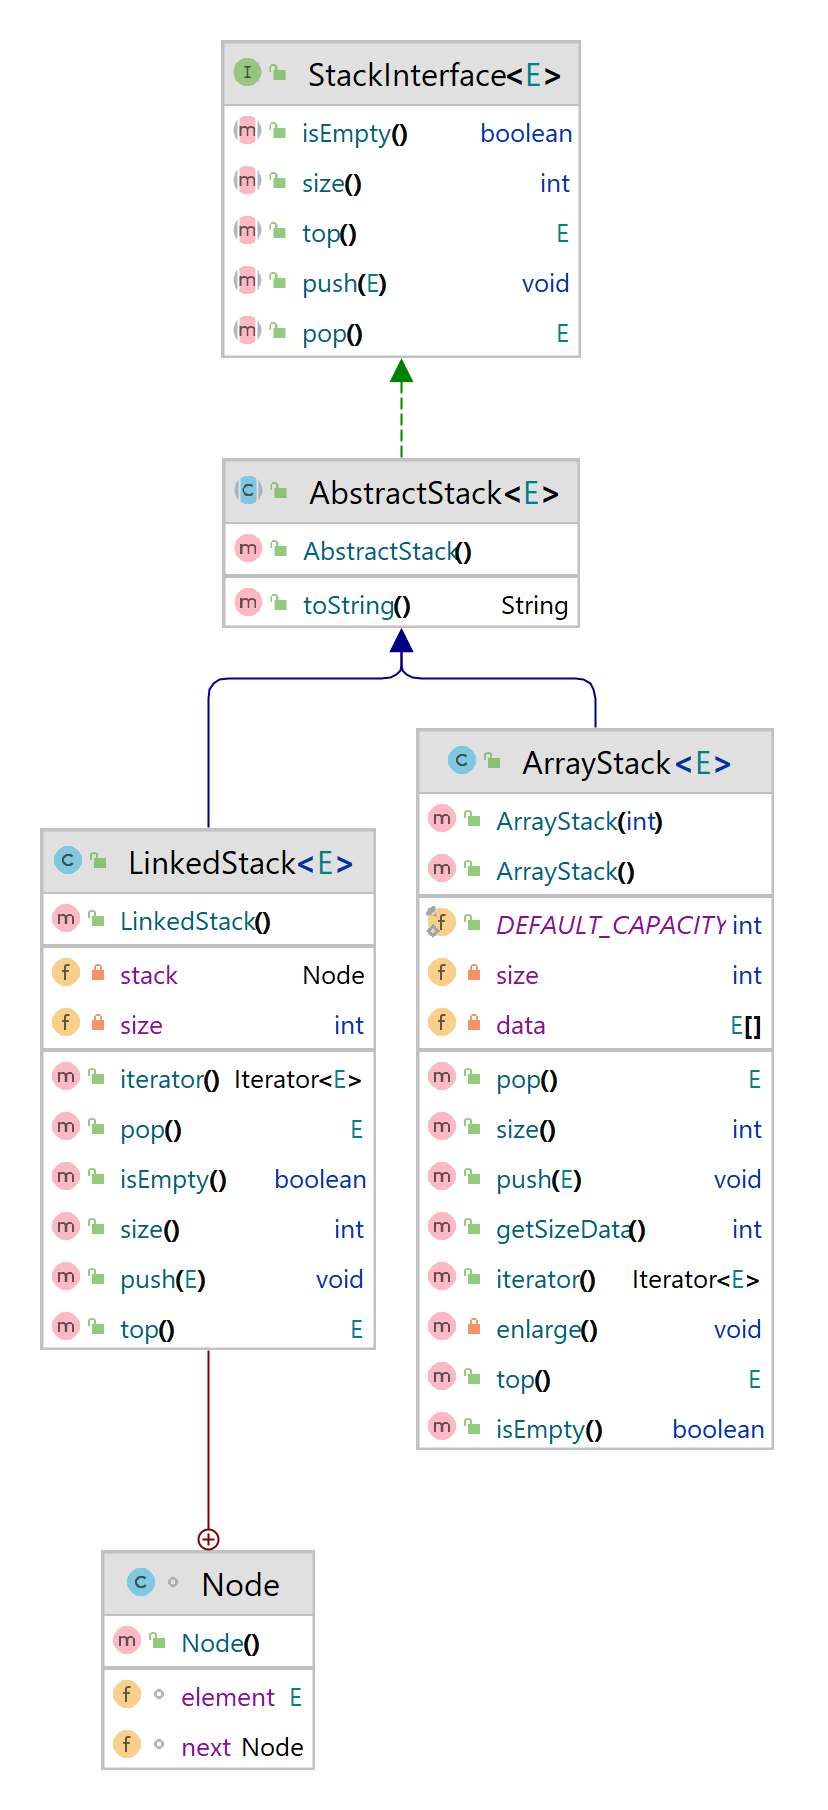 StackInterface<E>
isEmpty() boolean
size() int
top() E
push(E) void
pop() E
AbstractStack<E>
AbstractStack()
toString() String
ArrayStack<E>
ArrayStack(int)
ArrayStack()
DEFAULT_CAPACITY int
size int
data E[]
pop() E
size() int
push(E) void
getSizeData() int
iterator() Iterator<E>
enlarge() void
top() E
isEmpty() boolean
LinkedStack<E>
LinkedStack()
stack Node
size int
iterator() Iterator<E>
pop() E
isEmpty() boolean
size() int
push(E) void
top() E
Node
Node()
element E
next Node